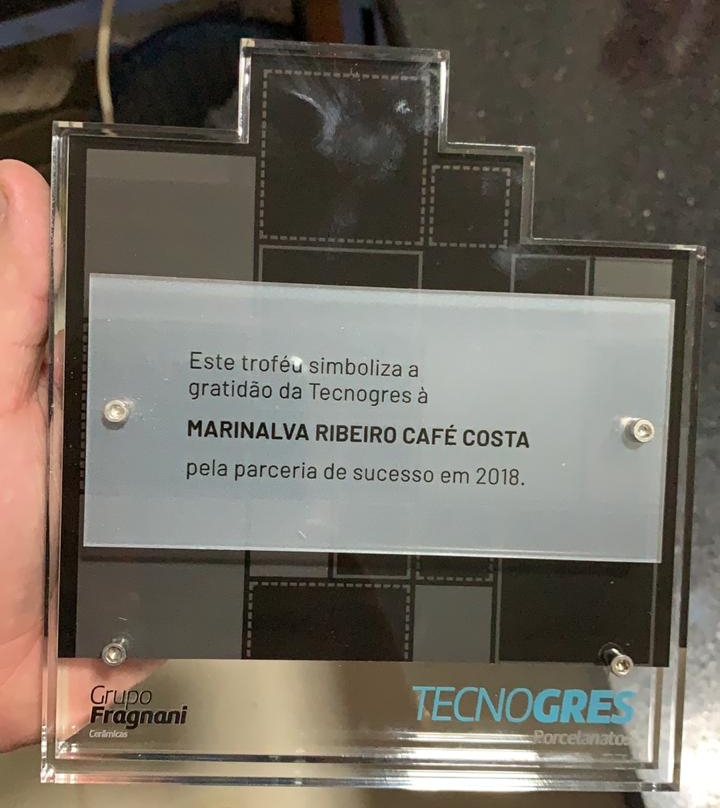 Este troféu simboliza a
gratidão da Tecnogres à
MARINALVA RIBEIRO CAFÉ COSTA
pela parceria de sucesso em 2018.
Grupo
Fragnani
Cerâmicas
TECNOGRES
Porcelanatos